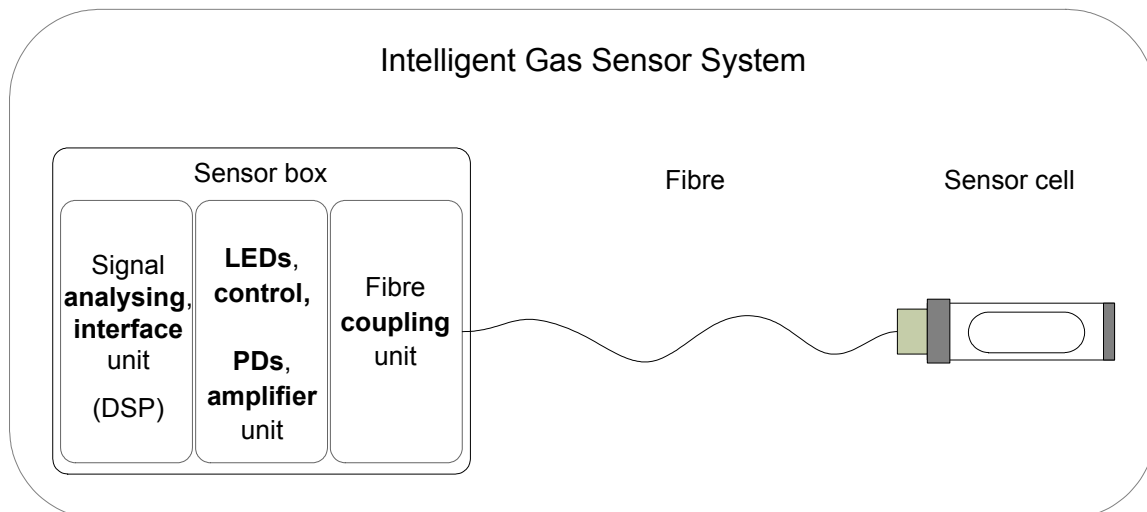 Intelligent Gas Sensor System
Sensor box
Fibre
Sensor cell
Signal
analysing,
interface
unit
(DSP)
LEDs,
control,
PDs,
amplifier
unit
Fibre
coupling
unit